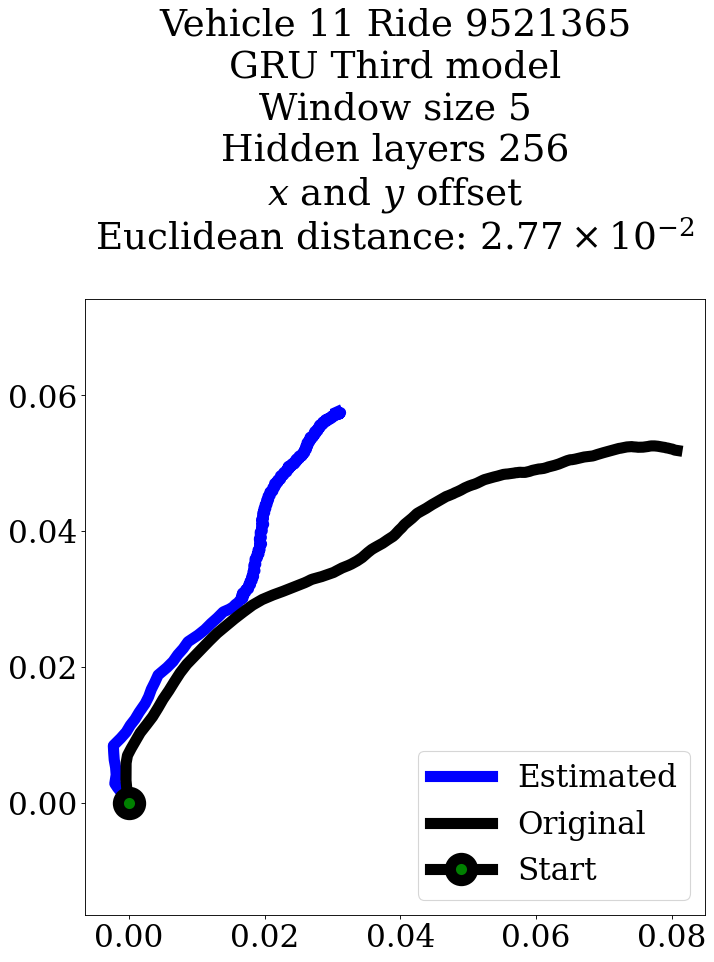 Vehicle 11 Ride 9521365
GRU Third model
Window size 5
Hidden layers 256
x and y offset
Euclidean distance: 2.77 × 10⁻²
0.06
0.04
0.02
0.00
Estimated
Original
Start
0.00 0.02 0.04 0.06 0.08